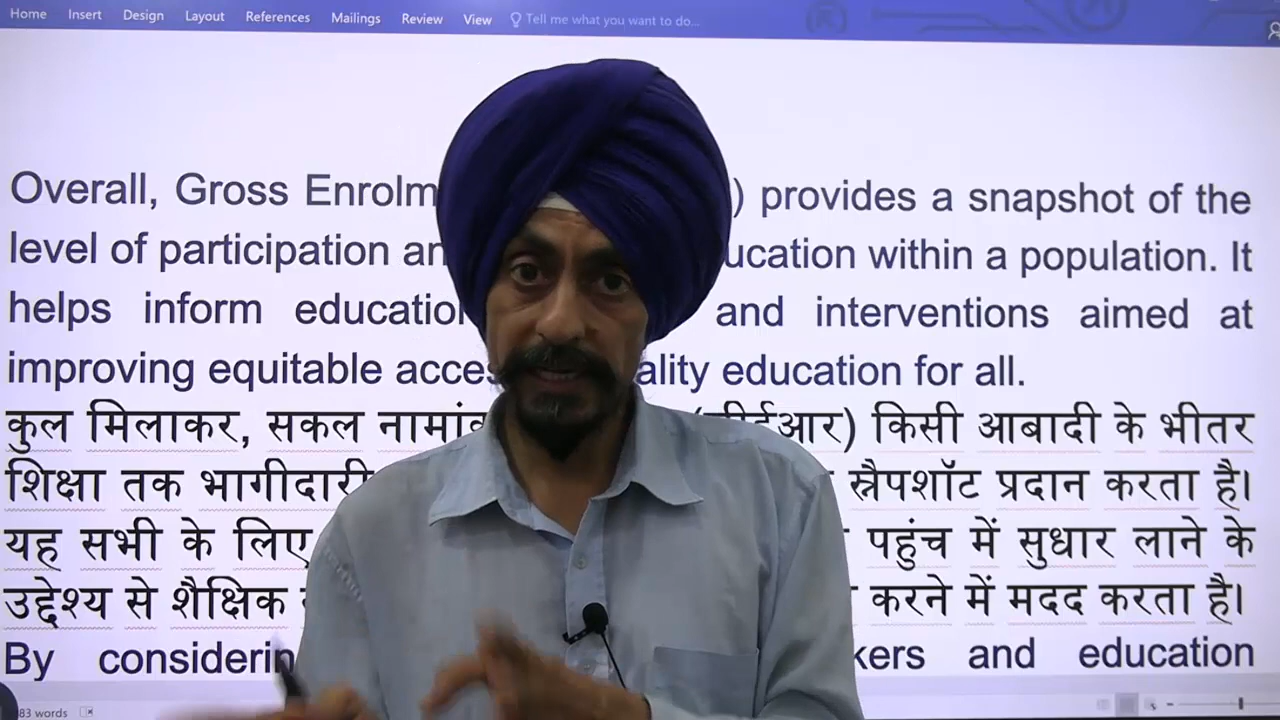 Home Insert Design Layout References Mailings Review View Tell me what you want to do...
Overall, Gross Enrolm ) provides a snapshot of the
level of participation an ucation within a population. It
helps inform education and interventions aimed at
improving equitable acces ality education for all.
कुल मिलाकर, सकल नामांक आर) किसी आबादी के भीतर
शिक्षा तक भागीदारी स्नैपशॉट प्रदान करता है।
यह सभी के लिए पहुंच में सुधार लाने के
उद्देश्य से शैक्षिक करने में मदद करता है।
By considerin kers and education
83 words